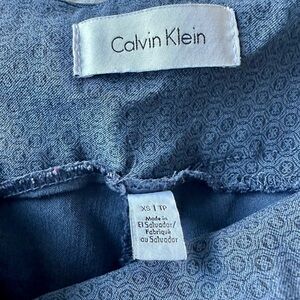 Calvin Klein
XS | TP
Made in
El Salvador/
Fabriqué
au Salvador